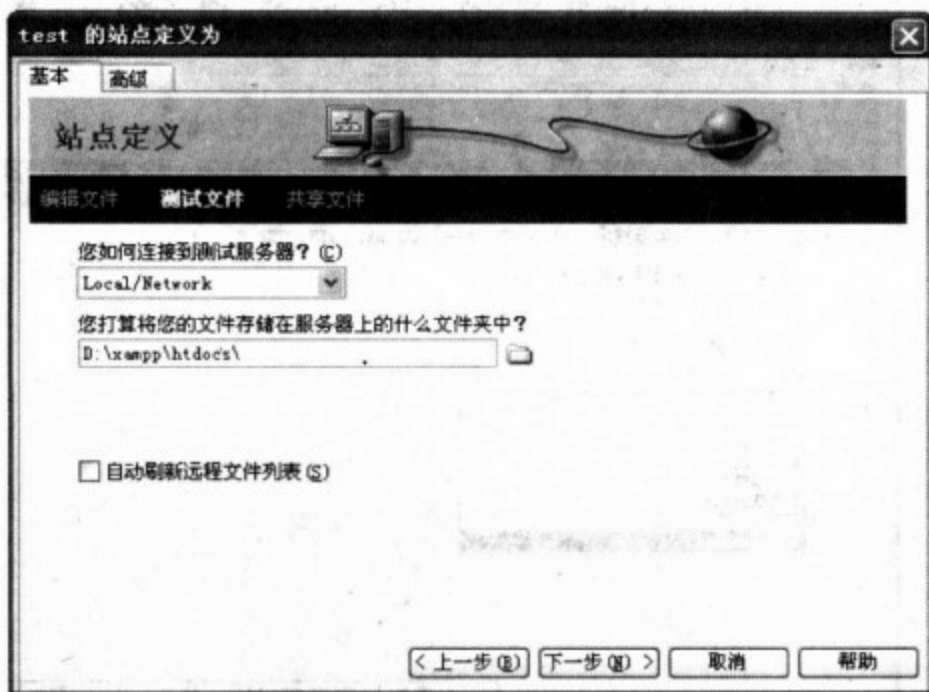 test 的站点定义为
基本 高级
站点定义
编辑文件 测试文件 共享文件
您如何连接到测试服务器？(C)
Local/Network
您打算将您的文件存储在服务器上的什么文件夹中？
D:\xampp\htdocs\
自动刷新远程文件列表(S)
< 上一步(B) 下一步(N) > 取消 帮助